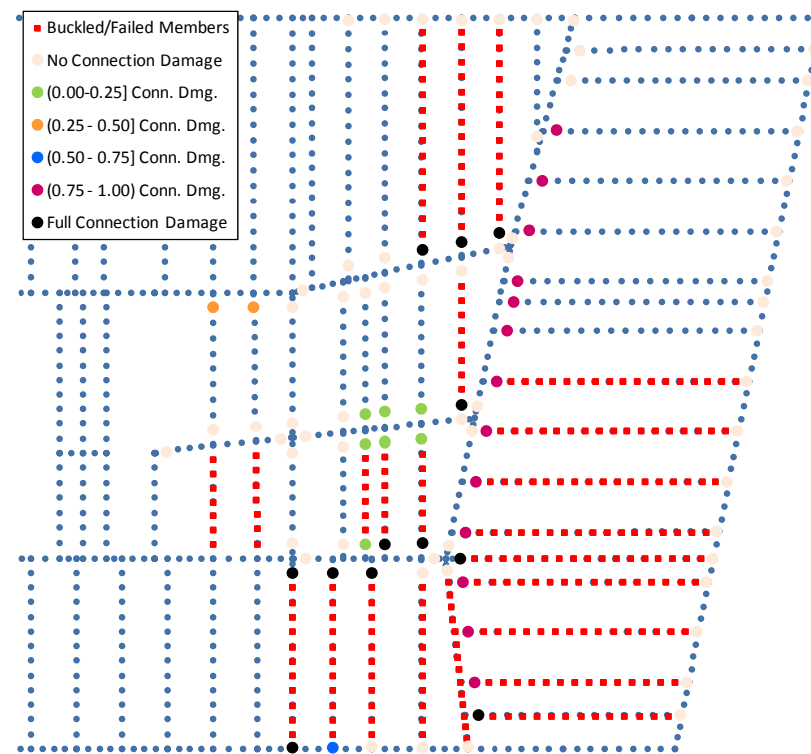 Buckled/Failed Members
No Connection Damage
(0.00-0.25] Conn. Dmg.
(0.25 - 0.50] Conn. Dmg.
(0.50 - 0.75] Conn. Dmg.
(0.75 - 1.00) Conn. Dmg.
Full Connection Damage